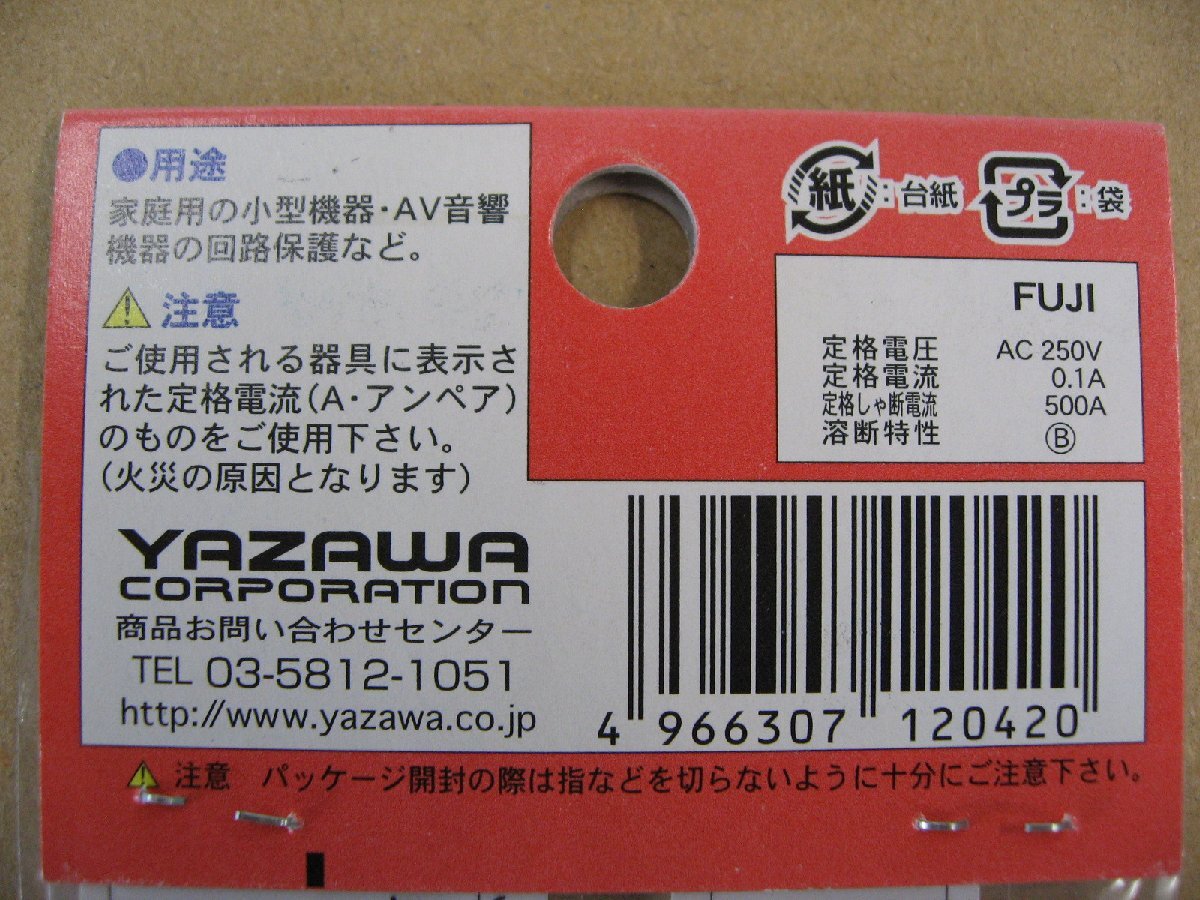 ●用途
家庭用の小型機器・AV音響
機器の回路保護など。
注意
ご使用される器具に表示さ
れた定格電流(A・アンペア)
のものをご使用下さい。
(火災の原因となります)
YAZAWA
CORPORATION
商品お問い合わせセンター
TEL 03-5812-1051
http://www.yazawa.co.jp
紙:台紙 プラ:袋
FUJI
定格電圧 AC 250V
定格電流 0.1A
定格しゃ断電流 500A
溶断特性 Ⓑ
4 966307 120420
注意 パッケージ開封の際は指などを切らないように十分にご注意下さい。